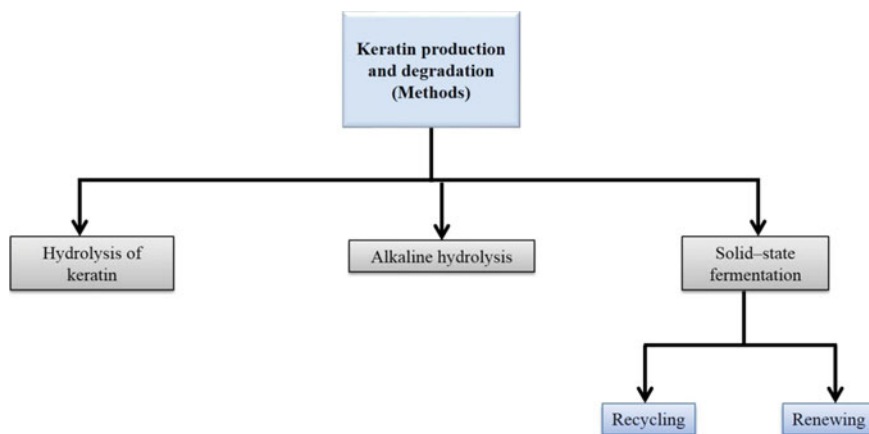 Keratin production
and degradation
(Methods)
Hydrolysis of
keratin
Alkaline hydrolysis
Solid–state
fermentation
Recycling
Renewing